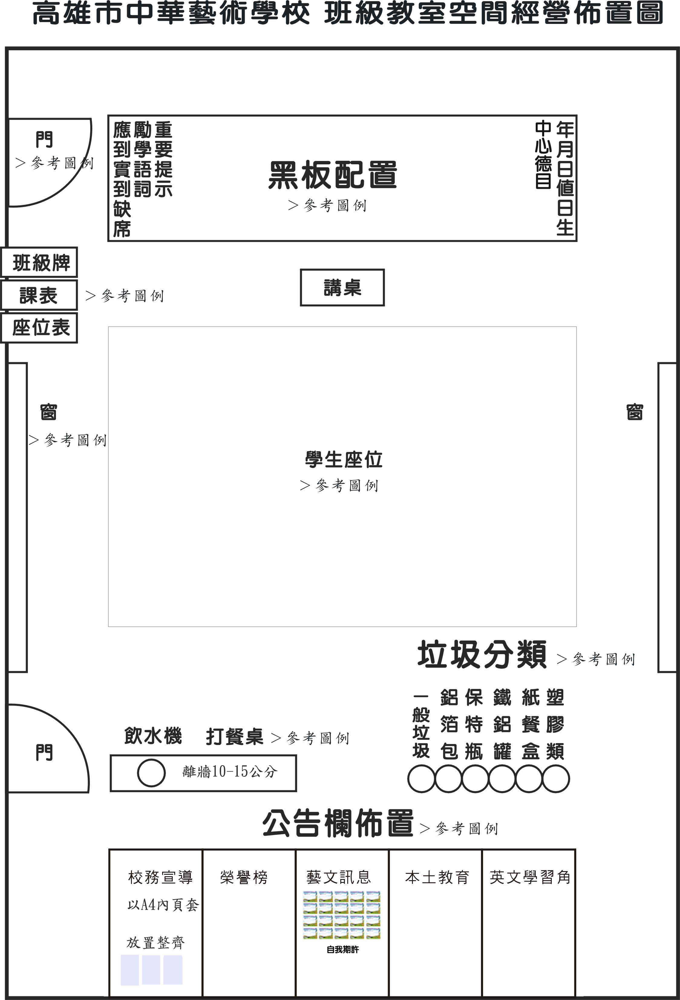 高雄市中華藝術學校 班級教室空間經營佈置圖
門
＞參考圖例
年月日值日生
中心德目
黑板配置
＞參考圖例
重要提示
勵學語詞
應到實到缺席
班級牌
課表
＞參考圖例
座位表
講桌
窗
＞參考圖例
窗
學生座位
＞參考圖例
垃圾分類 ＞參考圖例
一般垃圾
鋁箔包
保特瓶
鐵鋁罐
紙餐盒
塑膠類
門
飲水機 打餐桌 ＞參考圖例
離牆10-15公分
公告欄佈置 ＞參考圖例
校務宣導
以A4內頁套
放置整齊
榮譽榜
藝文訊息
自我期許
本土教育
英文學習角